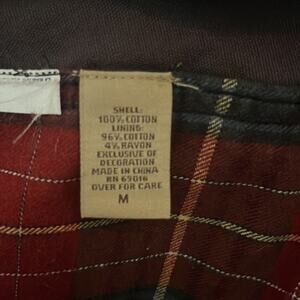 SHELL:
100% COTTON
LINING:
96% COTTON
4% RAYON
EXCLUSIVE OF
DECORATION
MADE IN CHINA
RN 69016
OVER FOR CARE
M